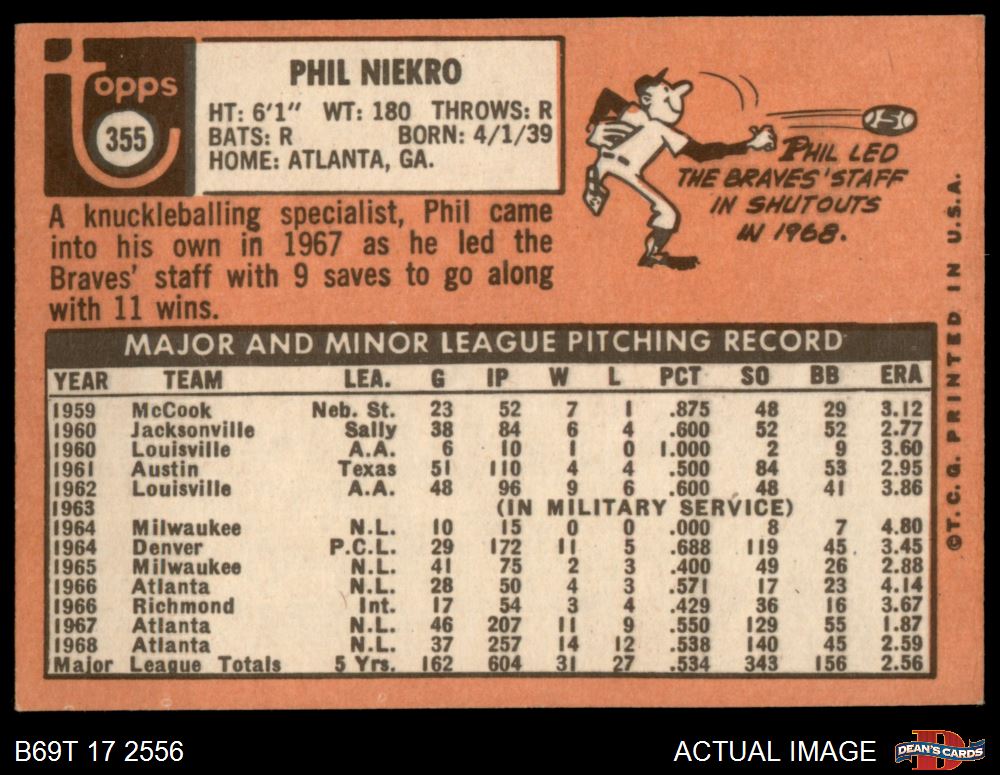 Topps
355
PHIL NIEKRO
HT: 6'1" WT: 180 THROWS: R
BATS: R BORN: 4/1/39
HOME: ATLANTA, GA.
PHIL LED
THE BRAVES' STAFF
IN SHUTOUTS
IN 1968.
A knuckleballing specialist, Phil came
into his own in 1967 as he led the
Braves' staff with 9 saves to go along
with 11 wins.
MAJOR AND MINOR LEAGUE PITCHING RECORD
YEAR TEAM LEA. G IP W L PCT SO BB ERA
1959 McCook Neb. St. 23 52 7 1 .875 48 29 3.12
1960 Jacksonville Sally 38 84 6 4 .600 52 52 2.77
1960 Louisville A.A. 6 10 1 0 1.000 2 9 3.60
1961 Austin Texas 51 110 4 4 .500 84 53 2.95
1962 Louisville A.A. 48 96 9 6 .600 48 41 3.86
1963 (IN MILITARY SERVICE)
1964 Milwaukee N.L. 10 15 0 0 .000 8 7 4.80
1964 Denver P.C.L. 29 172 11 5 .688 119 45 3.45
1965 Milwaukee N.L. 41 75 2 3 .400 49 26 2.88
1966 Atlanta N.L. 28 50 4 3 .571 17 23 4.14
1966 Richmond Int. 17 54 3 4 .429 36 16 3.67
1967 Atlanta N.L. 46 207 11 9 .550 129 55 1.87
1968 Atlanta N.L. 37 257 14 12 .538 140 45 2.59
Major League Totals 5 Yrs. 162 604 31 27 .534 343 156 2.56
©T.C.G. PRINTED IN U.S.A.
B69T 17 2556
ACTUAL IMAGE
DEAN'S CARDS